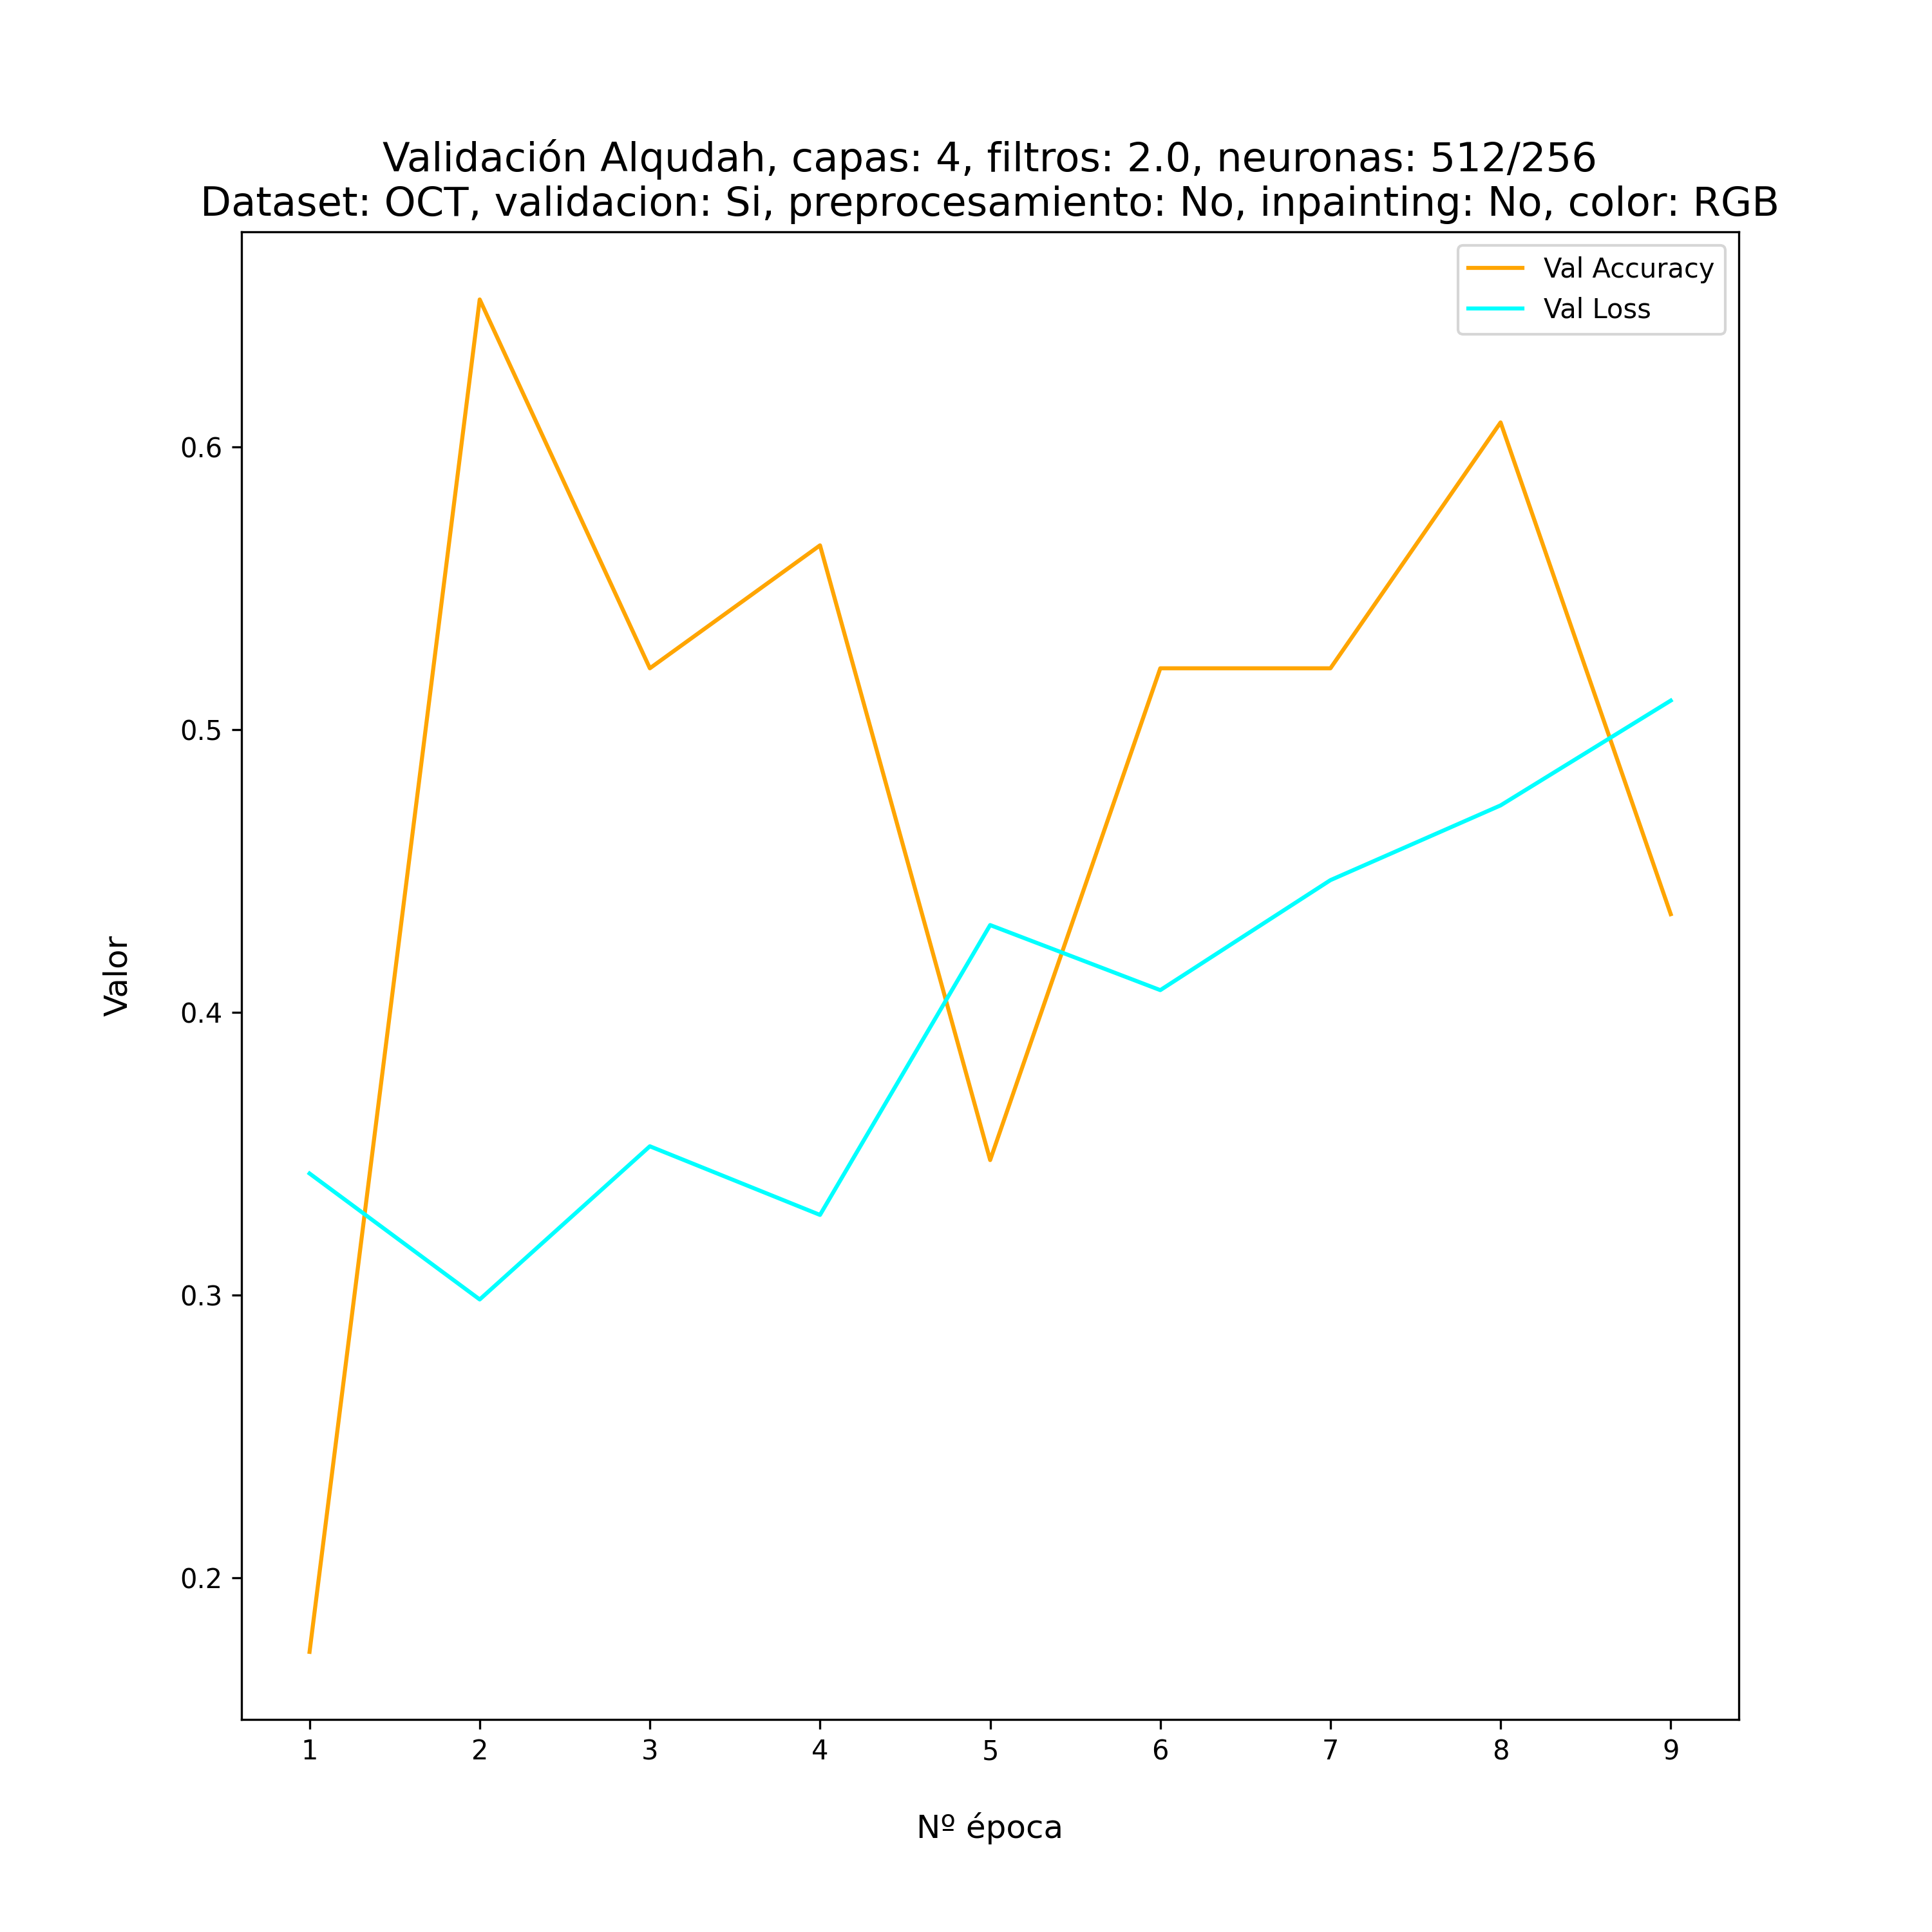 Validación Alqudah, capas: 4, filtros: 2.0, neuronas: 512/256
Dataset: OCT, validacion: Si, preprocesamiento: No, inpainting: No, color: RGB
Val Accuracy
Val Loss
0.6
0.5
0.4
0.3
0.2
Valor
1 2 3 4 5 6 7 8 9
Nº época